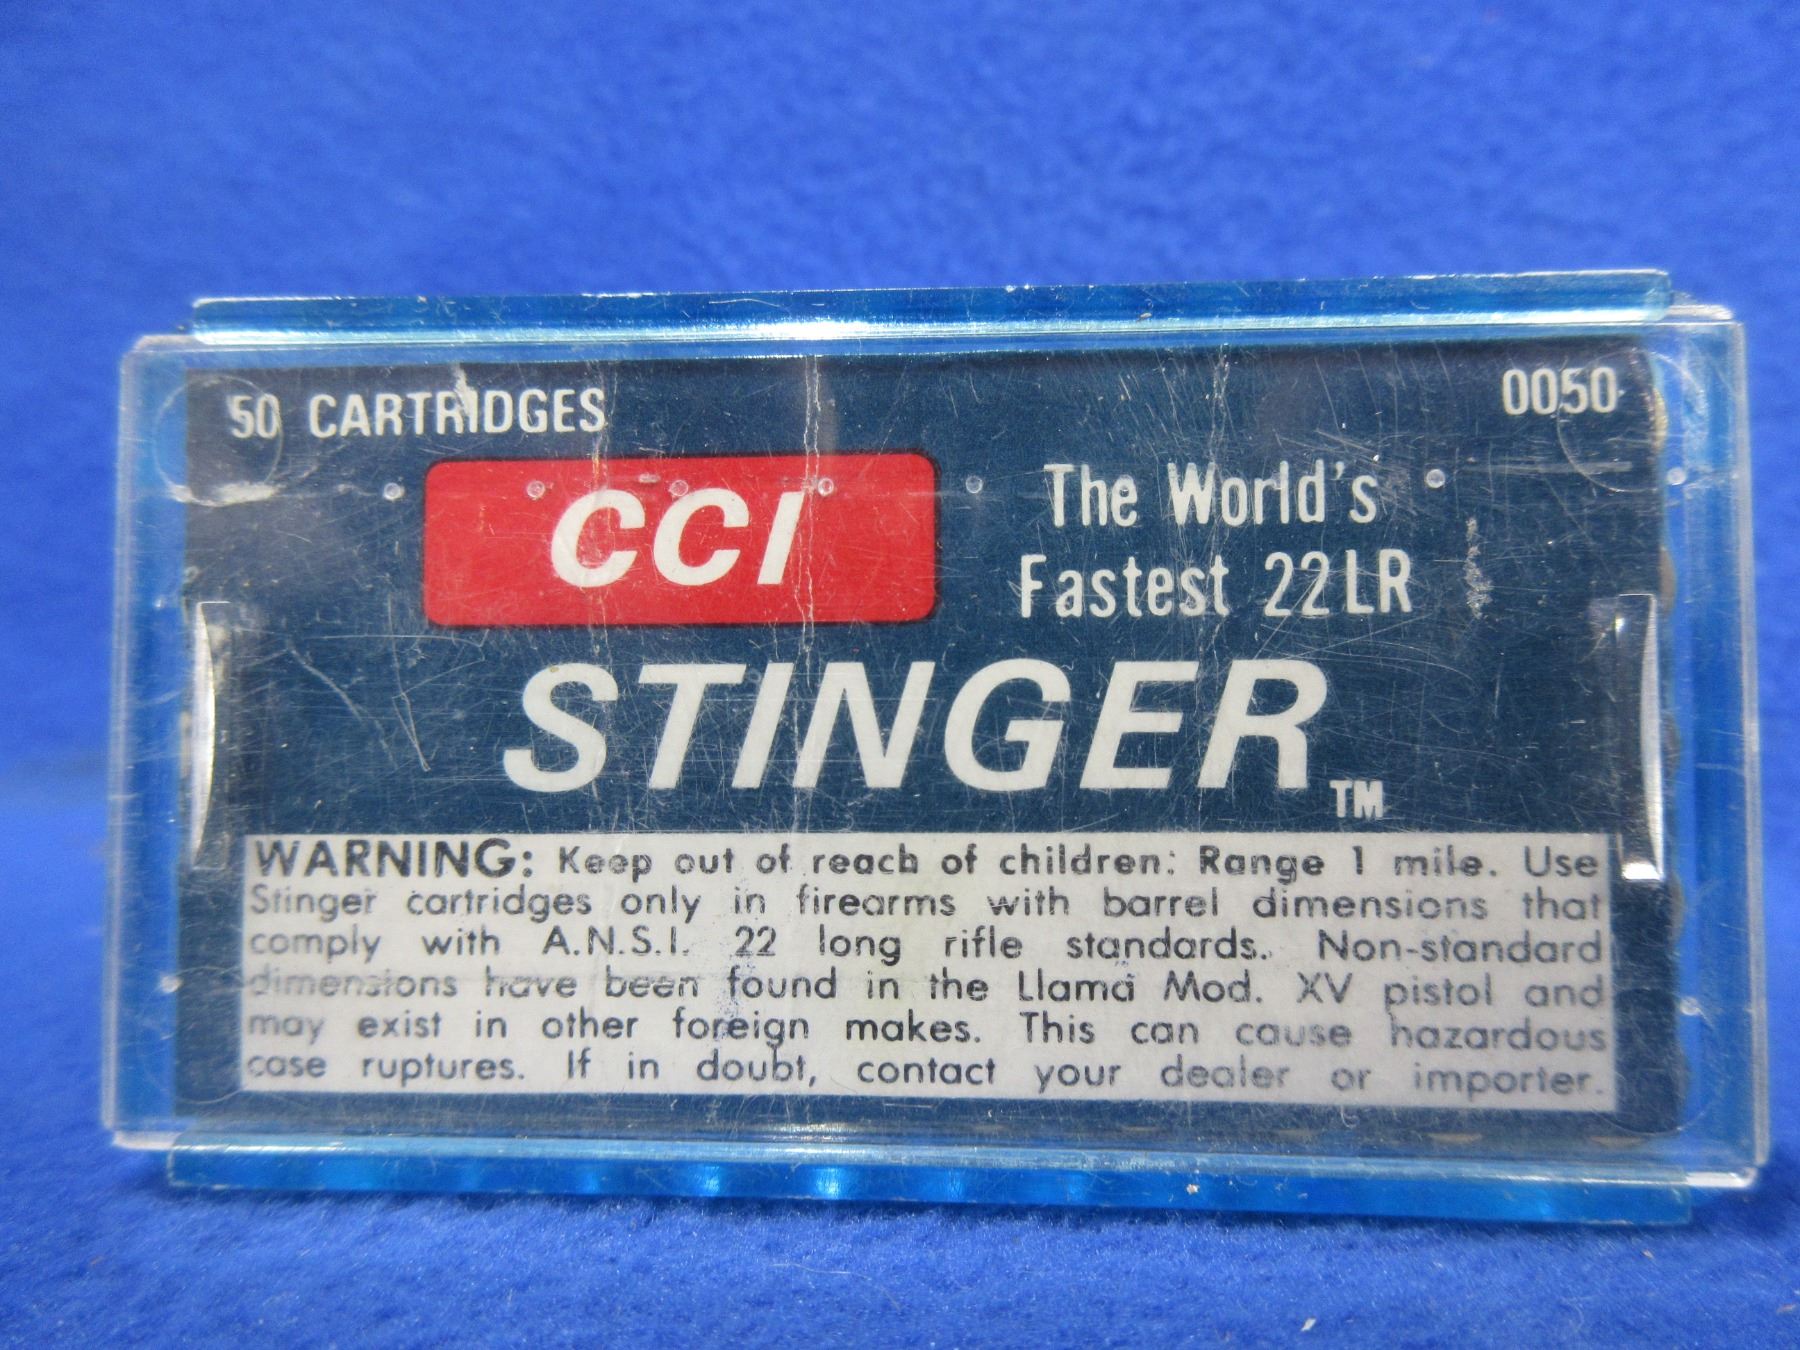 50 CARTRIDGES 0050
CCI
The World's
Fastest 22LR
STINGER TM
WARNING: Keep out of reach of children: Range 1 mile. Use
Stinger cartridges only in firearms with barrel dimensions that
comply with A.N.S.I. 22 long rifle standards. Non-standard
dimensions have been found in the Llama Mod. XV pistol and
may exist in other foreign makes. This can cause hazardous
case ruptures. If in doubt, contact your dealer or importer.